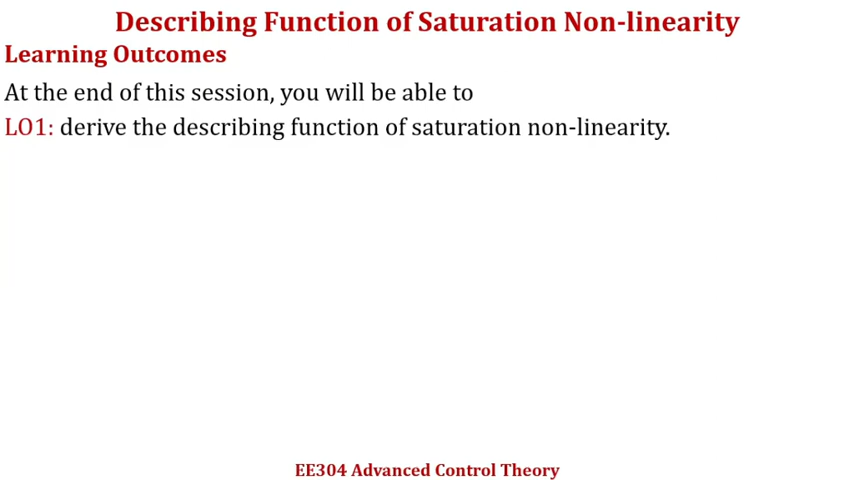 Describing Function of Saturation Non-linearity
Learning Outcomes
At the end of this session, you will be able to
LO1: derive the describing function of saturation non-linearity.
EE304 Advanced Control Theory